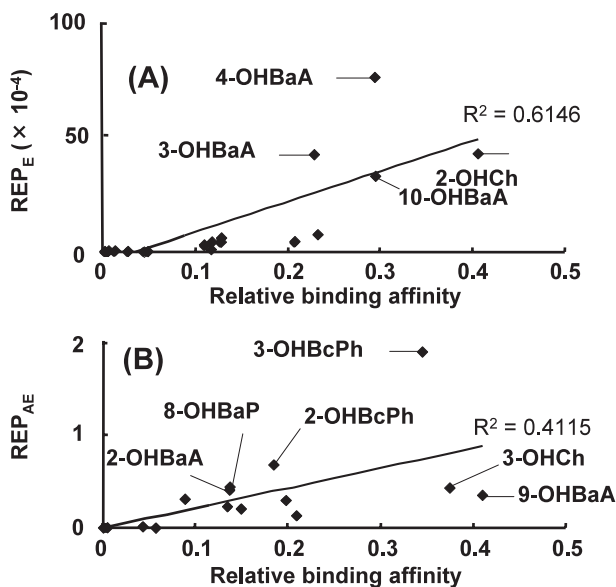 100
(A)
4-OHBaA
R² = 0.6146
REP_E (× 10⁻⁴)
50
3-OHBaA
2-OHCh
10-OHBaA
0
0 0.1 0.2 0.3 0.4 0.5
Relative binding affinity
2
(B)
3-OHBcPh
REP_AE
8-OHBaP
2-OHBcPh
1
R² = 0.4115
2-OHBaA
3-OHCh
9-OHBaA
0
0 0.1 0.2 0.3 0.4 0.5
Relative binding affinity